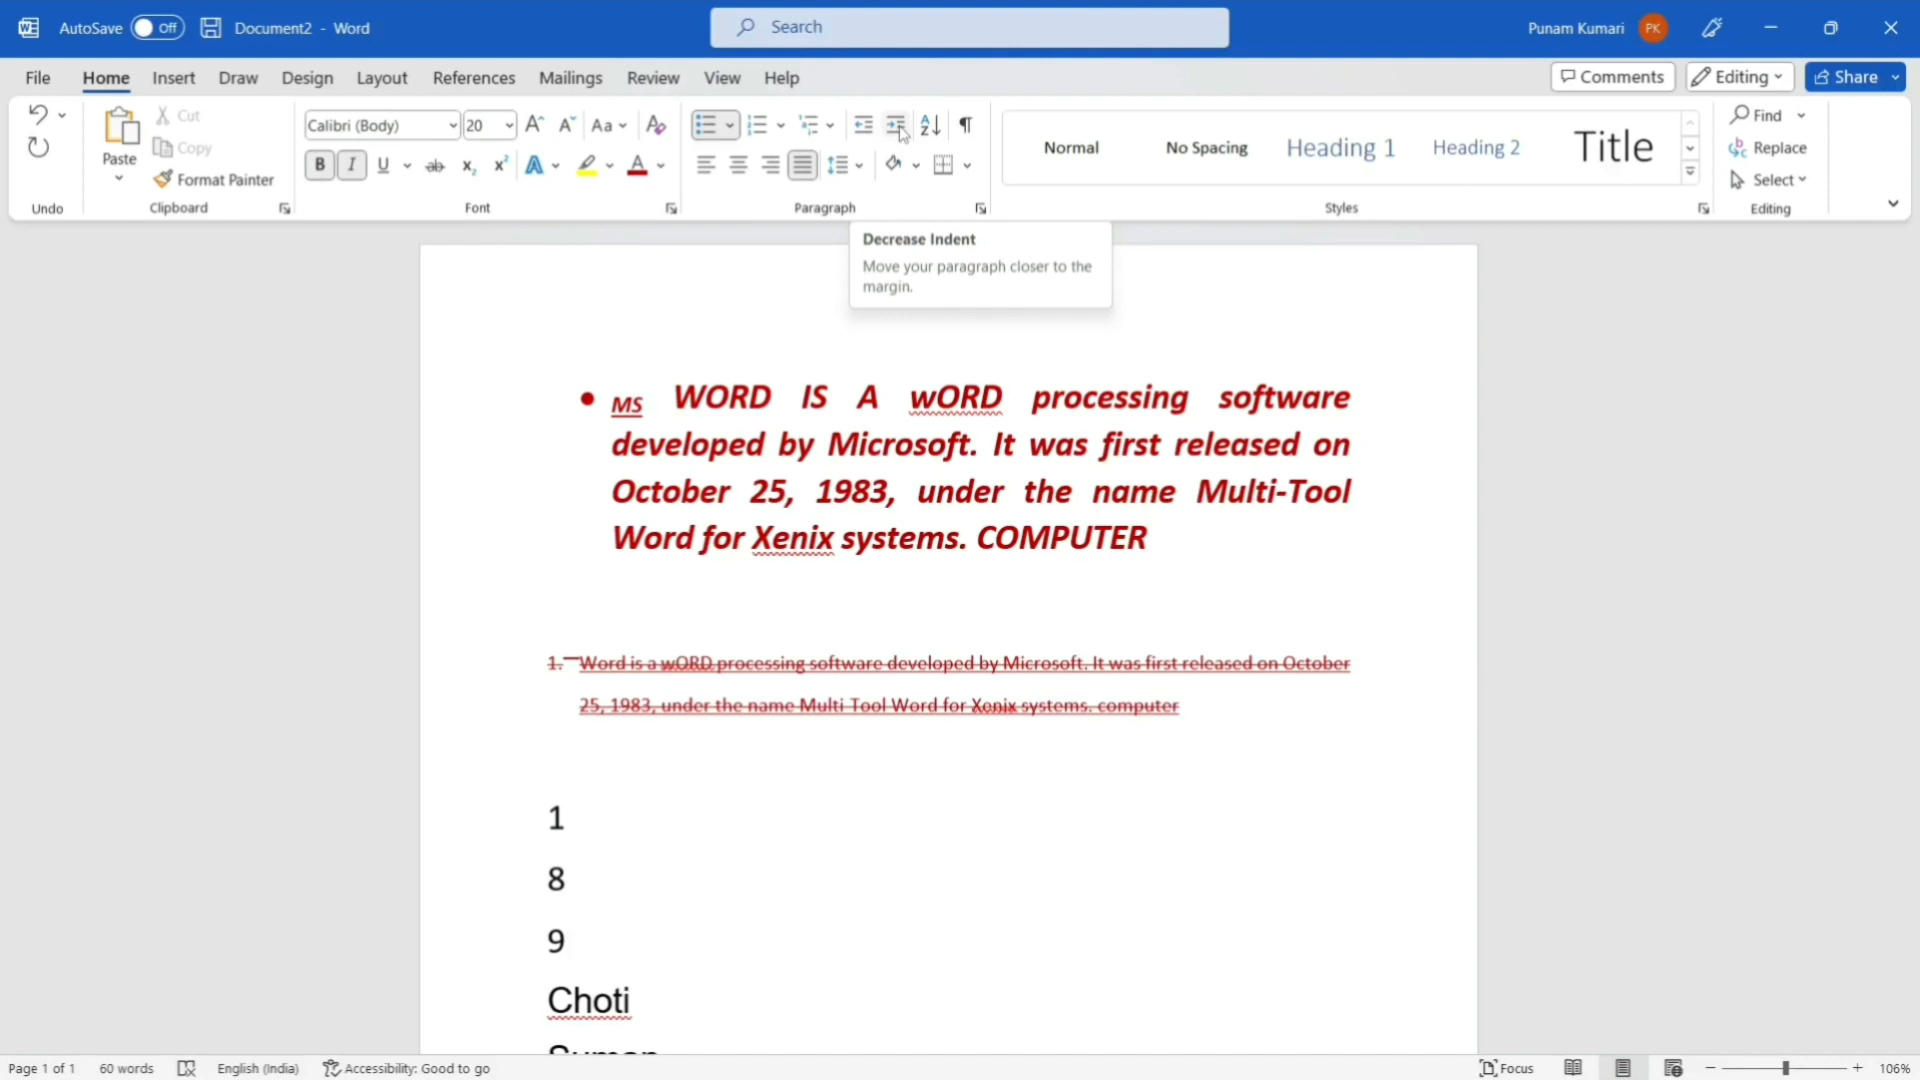 AutoSave Off Document2 - Word Search Punam Kumari PK
File Home Insert Draw Design Layout References Mailings Review View Help Comments Editing Share
Paste Cut Copy Format Painter
Calibri (Body) 20 A A Aa A
B I U ab x2 x2 A A
Normal No Spacing Heading 1 Heading 2 Title
Find Replace Select
Undo Clipboard Font Paragraph Styles Editing
Decrease Indent
Move your paragraph closer to the
margin.
• MS WORD IS A wORD processing software
developed by Microsoft. It was first released on
October 25, 1983, under the name Multi-Tool
Word for Xenix systems. COMPUTER
1. Word is a wORD processing software developed by Microsoft. It was first released on October
25, 1983, under the name Multi Tool Word for Xenix systems. computer
1
8
9
Choti
Page 1 of 1 60 words English (India) Accessibility: Good to go Focus 106%